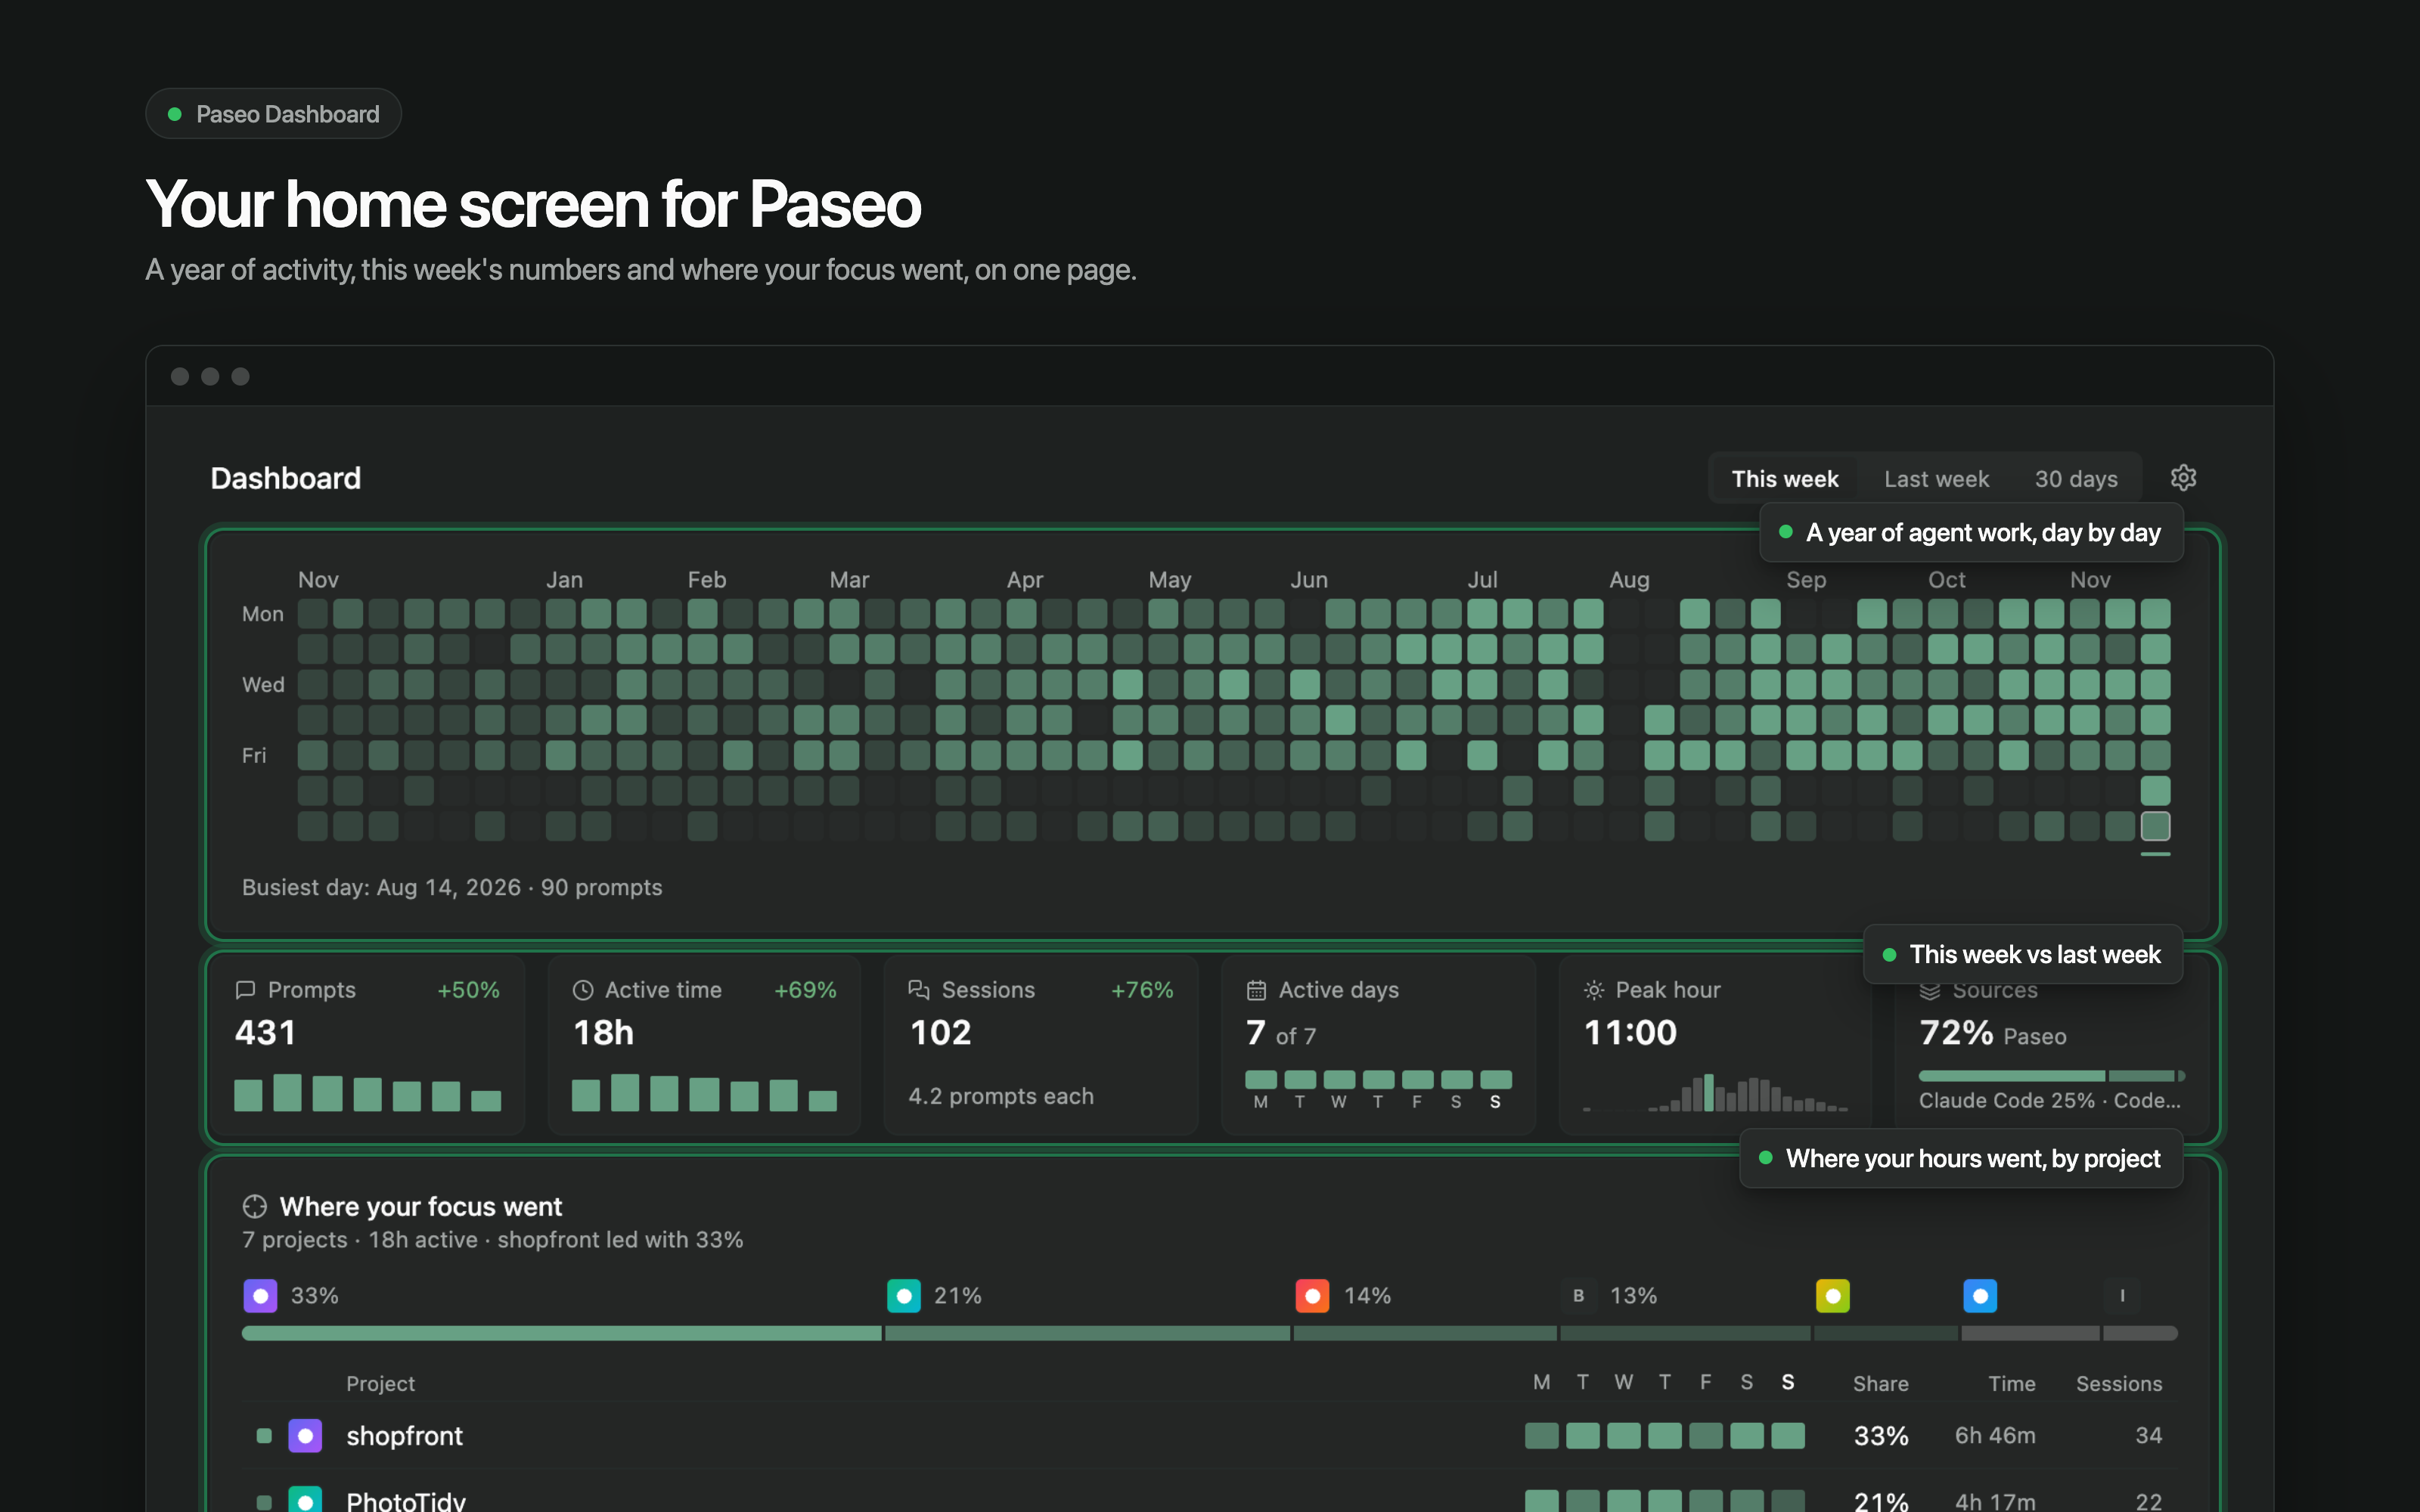 Paseo Dashboard
Your home screen for Paseo
A year of activity, this week's numbers and where your focus went, on one page.
Dashboard
This week Last week 30 days
A year of agent work, day by day
Nov Jan Feb Mar Apr May Jun Jul Aug Sep Oct Nov
Mon
Wed
Fri
Busiest day: Aug 14, 2026 · 90 prompts
This week vs last week
Prompts +50%
431
Active time +69%
18h
Sessions +76%
102
4.2 prompts each
Active days
7 of 7
M T W T F S S
Peak hour
11:00
Sources
72% Paseo
Claude Code 25% · Code...
Where your hours went, by project
Where your focus went
7 projects · 18h active · shopfront led with 33%
33% 21% 14% B 13% I
Project M T W T F S S Share Time Sessions
shopfront 33% 6h 46m 34
PhotoTidy 21% 4h 17m 22